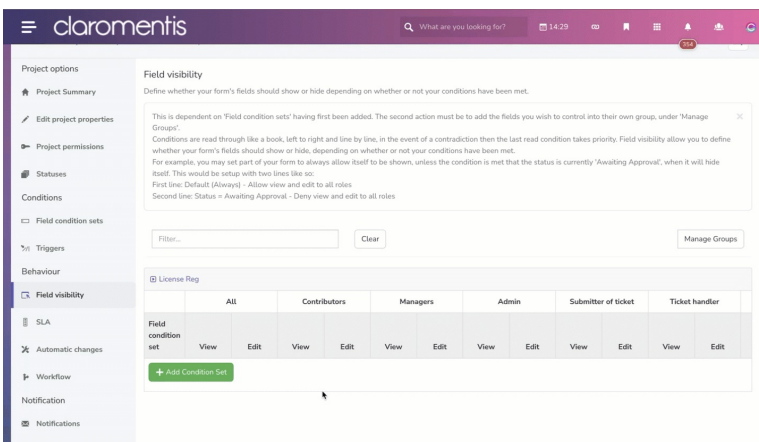 claromentis
What are you looking for?
14:29
354
Project options
Project Summary
Edit project properties
Project permissions
Statuses
Conditions
Field condition sets
Triggers
Behaviour
Field visibility
SLA
Automatic changes
Workflow
Notification
Notifications
Field visibility
Define whether your form's fields should show or hide depending on whether or not your conditions have been met.
This is dependent on 'Field condition sets' having first been added. The second action must be to add the fields you wish to control into their own group, under 'Manage
Groups'.
Conditions are read through like a book, left to right and line by line, in the event of a contradiction then the last read condition takes priority. Field visibility allow you to define
whether your form's fields should show or hide, depending on whether or not your conditions have been met.
For example, you may set part of your form to always allow itself to be shown, unless the condition is met that the status is currently 'Awaiting Approval', when it will hide
itself. This would be setup with two lines like so:
First line: Default (Always) - Allow view and edit to all roles
Second line: Status = Awaiting Approval - Deny view and edit to all roles
Filter...
Clear
Manage Groups
License Reg
All Contributors Managers Admin Submitter of ticket Ticket handler
Field
condition
set View Edit View Edit View Edit View Edit View Edit View Edit
+ Add Condition Set